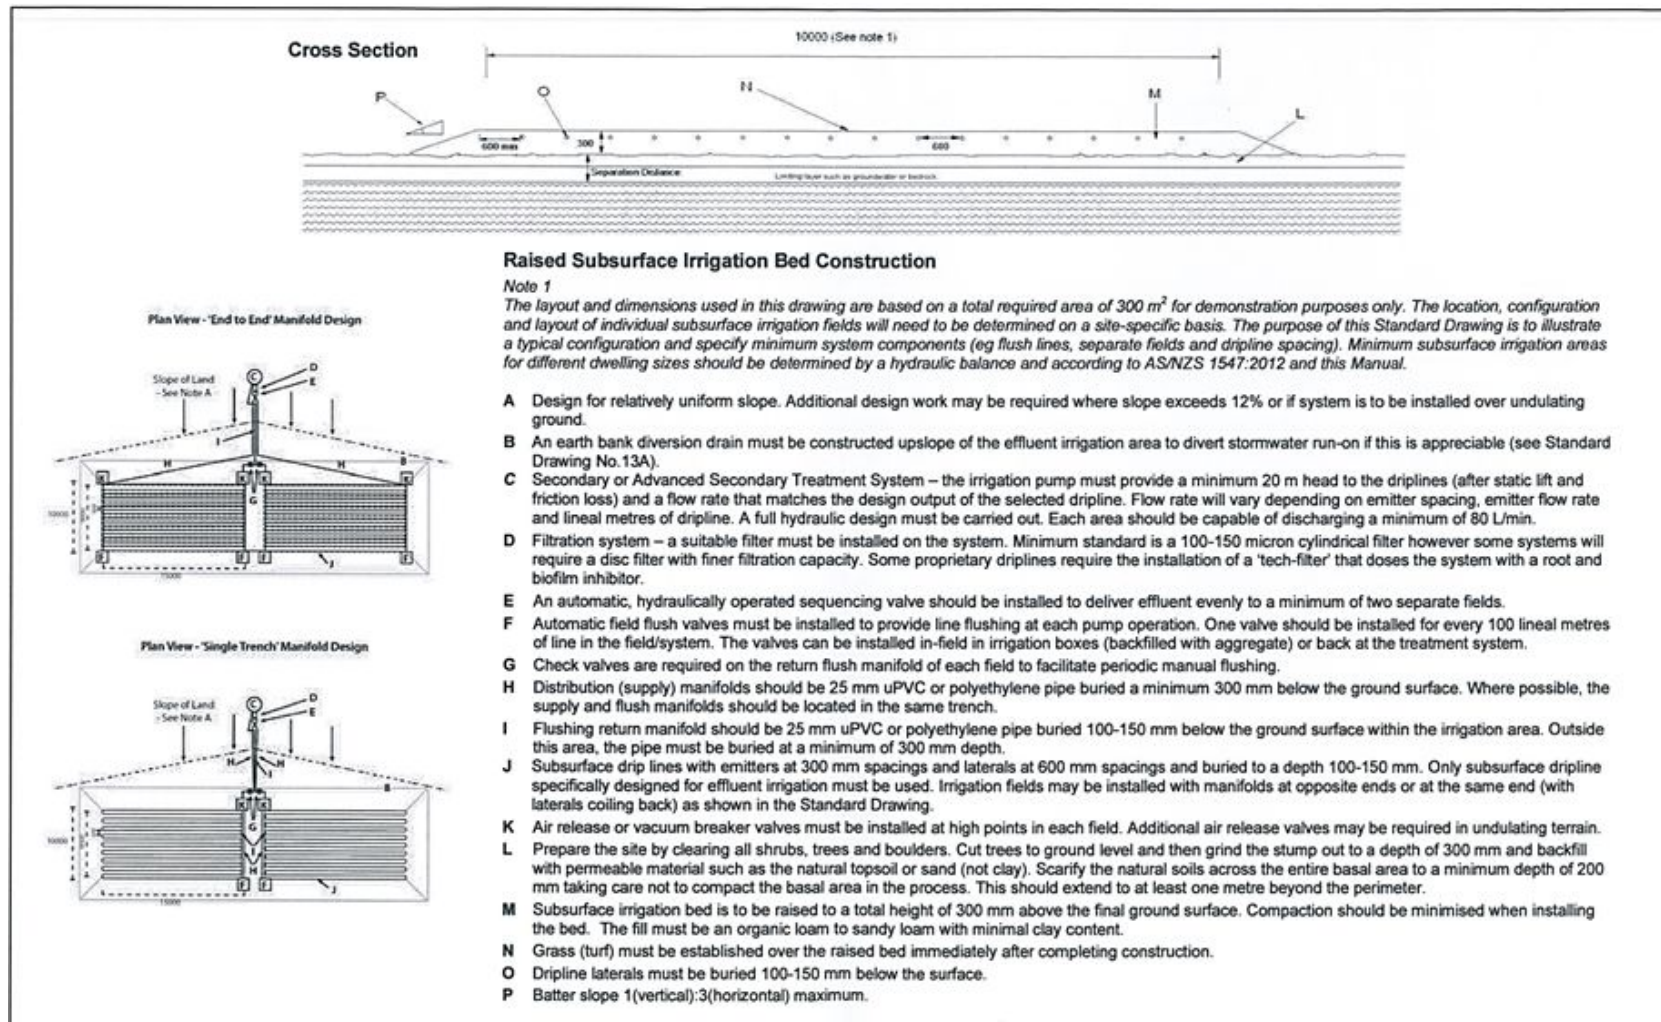 Cross Section
10000 (See note 1)
P
O
N
M
L
600 mm
300
600
Separation Distance
Limiting layer such as groundwater or bedrock.
Raised Subsurface Irrigation Bed Construction
Note 1
The layout and dimensions used in this drawing are based on a total required area of 300 m² for demonstration purposes only. The location, configuration
and layout of individual subsurface irrigation fields will need to be determined on a site-specific basis. The purpose of this Standard Drawing is to illustrate
a typical configuration and specify minimum system components (eg flush lines, separate fields and dripline spacing). Minimum subsurface irrigation areas
for different dwelling sizes should be determined by a hydraulic balance and according to AS/NZS 1547:2012 and this Manual.
Plan View - 'End to End' Manifold Design
Slope of Land
- See Note A
C
D
E
I
H
H
B
K
K
K
K
G
10000
F
F
F
F
J
15000
Plan View - 'Single Trench' Manifold Design
Slope of Land
- See Note A
C
D
E
H
H
I
B
K
K
G
I
H
10000
F
F
J
15000
A Design for relatively uniform slope. Additional design work may be required where slope exceeds 12% or if system is to be installed over undulating
ground.
B An earth bank diversion drain must be constructed upslope of the effluent irrigation area to divert stormwater run-on if this is appreciable (see Standard
Drawing No.13A).
C Secondary or Advanced Secondary Treatment System – the irrigation pump must provide a minimum 20 m head to the driplines (after static lift and
friction loss) and a flow rate that matches the design output of the selected dripline. Flow rate will vary depending on emitter spacing, emitter flow rate
and lineal metres of dripline. A full hydraulic design must be carried out. Each area should be capable of discharging a minimum of 80 L/min.
D Filtration system – a suitable filter must be installed on the system. Minimum standard is a 100-150 micron cylindrical filter however some systems will
require a disc filter with finer filtration capacity. Some proprietary driplines require the installation of a 'tech-filter' that doses the system with a root and
biofilm inhibitor.
E An automatic, hydraulically operated sequencing valve should be installed to deliver effluent evenly to a minimum of two separate fields.
F Automatic field flush valves must be installed to provide line flushing at each pump operation. One valve should be installed for every 100 lineal metres
of line in the field/system. The valves can be installed in-field in irrigation boxes (backfilled with aggregate) or back at the treatment system.
G Check valves are required on the return flush manifold of each field to facilitate periodic manual flushing.
H Distribution (supply) manifolds should be 25 mm uPVC or polyethylene pipe buried a minimum 300 mm below the ground surface. Where possible, the
supply and flush manifolds should be located in the same trench.
I Flushing return manifold should be 25 mm uPVC or polyethylene pipe buried 100-150 mm below the ground surface within the irrigation area. Outside
this area, the pipe must be buried at a minimum of 300 mm depth.
J Subsurface drip lines with emitters at 300 mm spacings and laterals at 600 mm spacings and buried to a depth 100-150 mm. Only subsurface dripline
specifically designed for effluent irrigation must be used. Irrigation fields may be installed with manifolds at opposite ends or at the same end (with
laterals coiling back) as shown in the Standard Drawing.
K Air release or vacuum breaker valves must be installed at high points in each field. Additional air release valves may be required in undulating terrain.
L Prepare the site by clearing all shrubs, trees and boulders. Cut trees to ground level and then grind the stump out to a depth of 300 mm and backfill
with permeable material such as the natural topsoil or sand (not clay). Scarify the natural soils across the entire basal area to a minimum depth of 200
mm taking care not to compact the basal area in the process. This should extend to at least one metre beyond the perimeter.
M Subsurface irrigation bed is to be raised to a total height of 300 mm above the final ground surface. Compaction should be minimised when installing
the bed. The fill must be an organic loam to sandy loam with minimal clay content.
N Grass (turf) must be established over the raised bed immediately after completing construction.
O Dripline laterals must be buried 100-150 mm below the surface.
P Batter slope 1(vertical):3(horizontal) maximum.